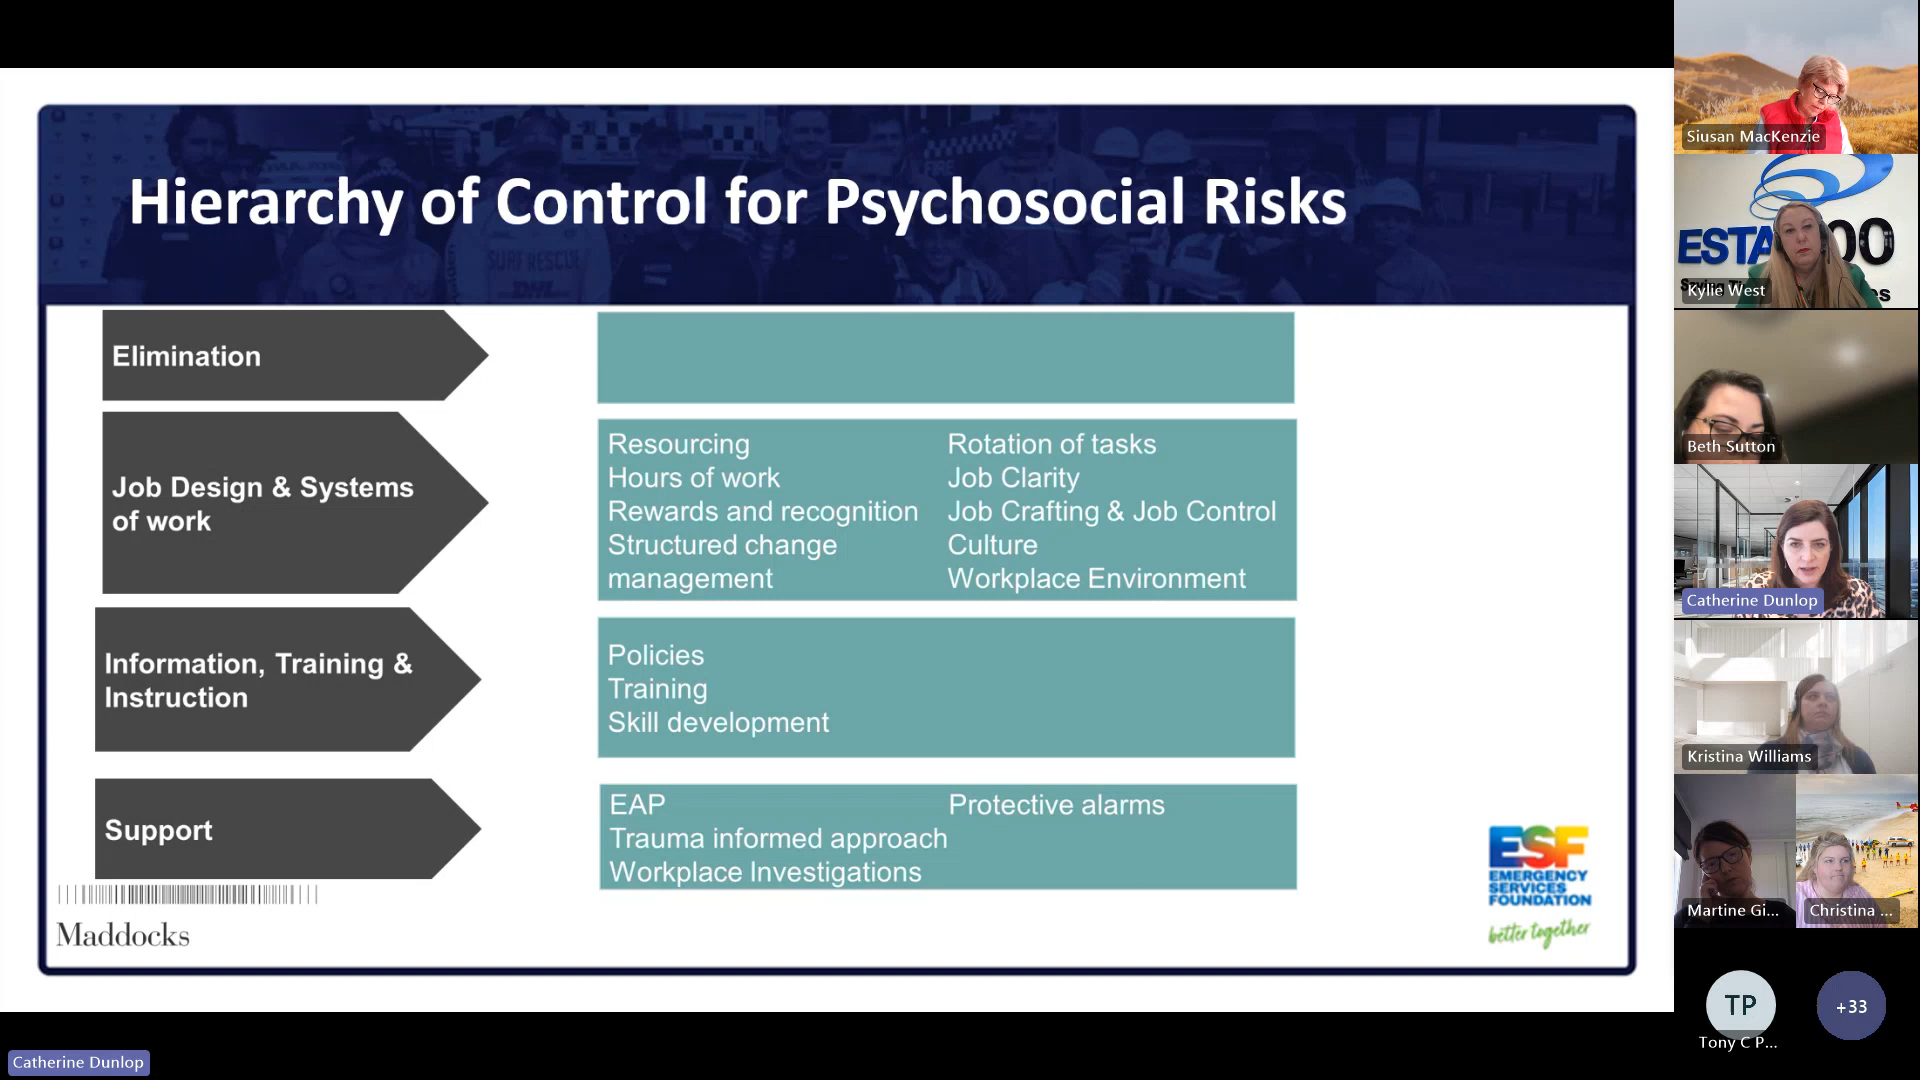 Hierarchy of Control for Psychosocial Risks
SURF RESCUE
Elimination
Job Design & Systems
of work
Resourcing
Hours of work
Rewards and recognition
Structured change
management
Rotation of tasks
Job Clarity
Job Crafting & Job Control
Culture
Workplace Environment
Information, Training &
Instruction
Policies
Training
Skill development
Support
EAP
Trauma informed approach
Workplace Investigations
Protective alarms
Maddocks
ESF
EMERGENCY
SERVICES
FOUNDATION
better together
Siusan MacKenzie
ESTA
Kylie West
Beth Sutton
Catherine Dunlop
Kristina Williams
Martine Gi...
Christina ...
TP
Tony C P...
+33
Catherine Dunlop